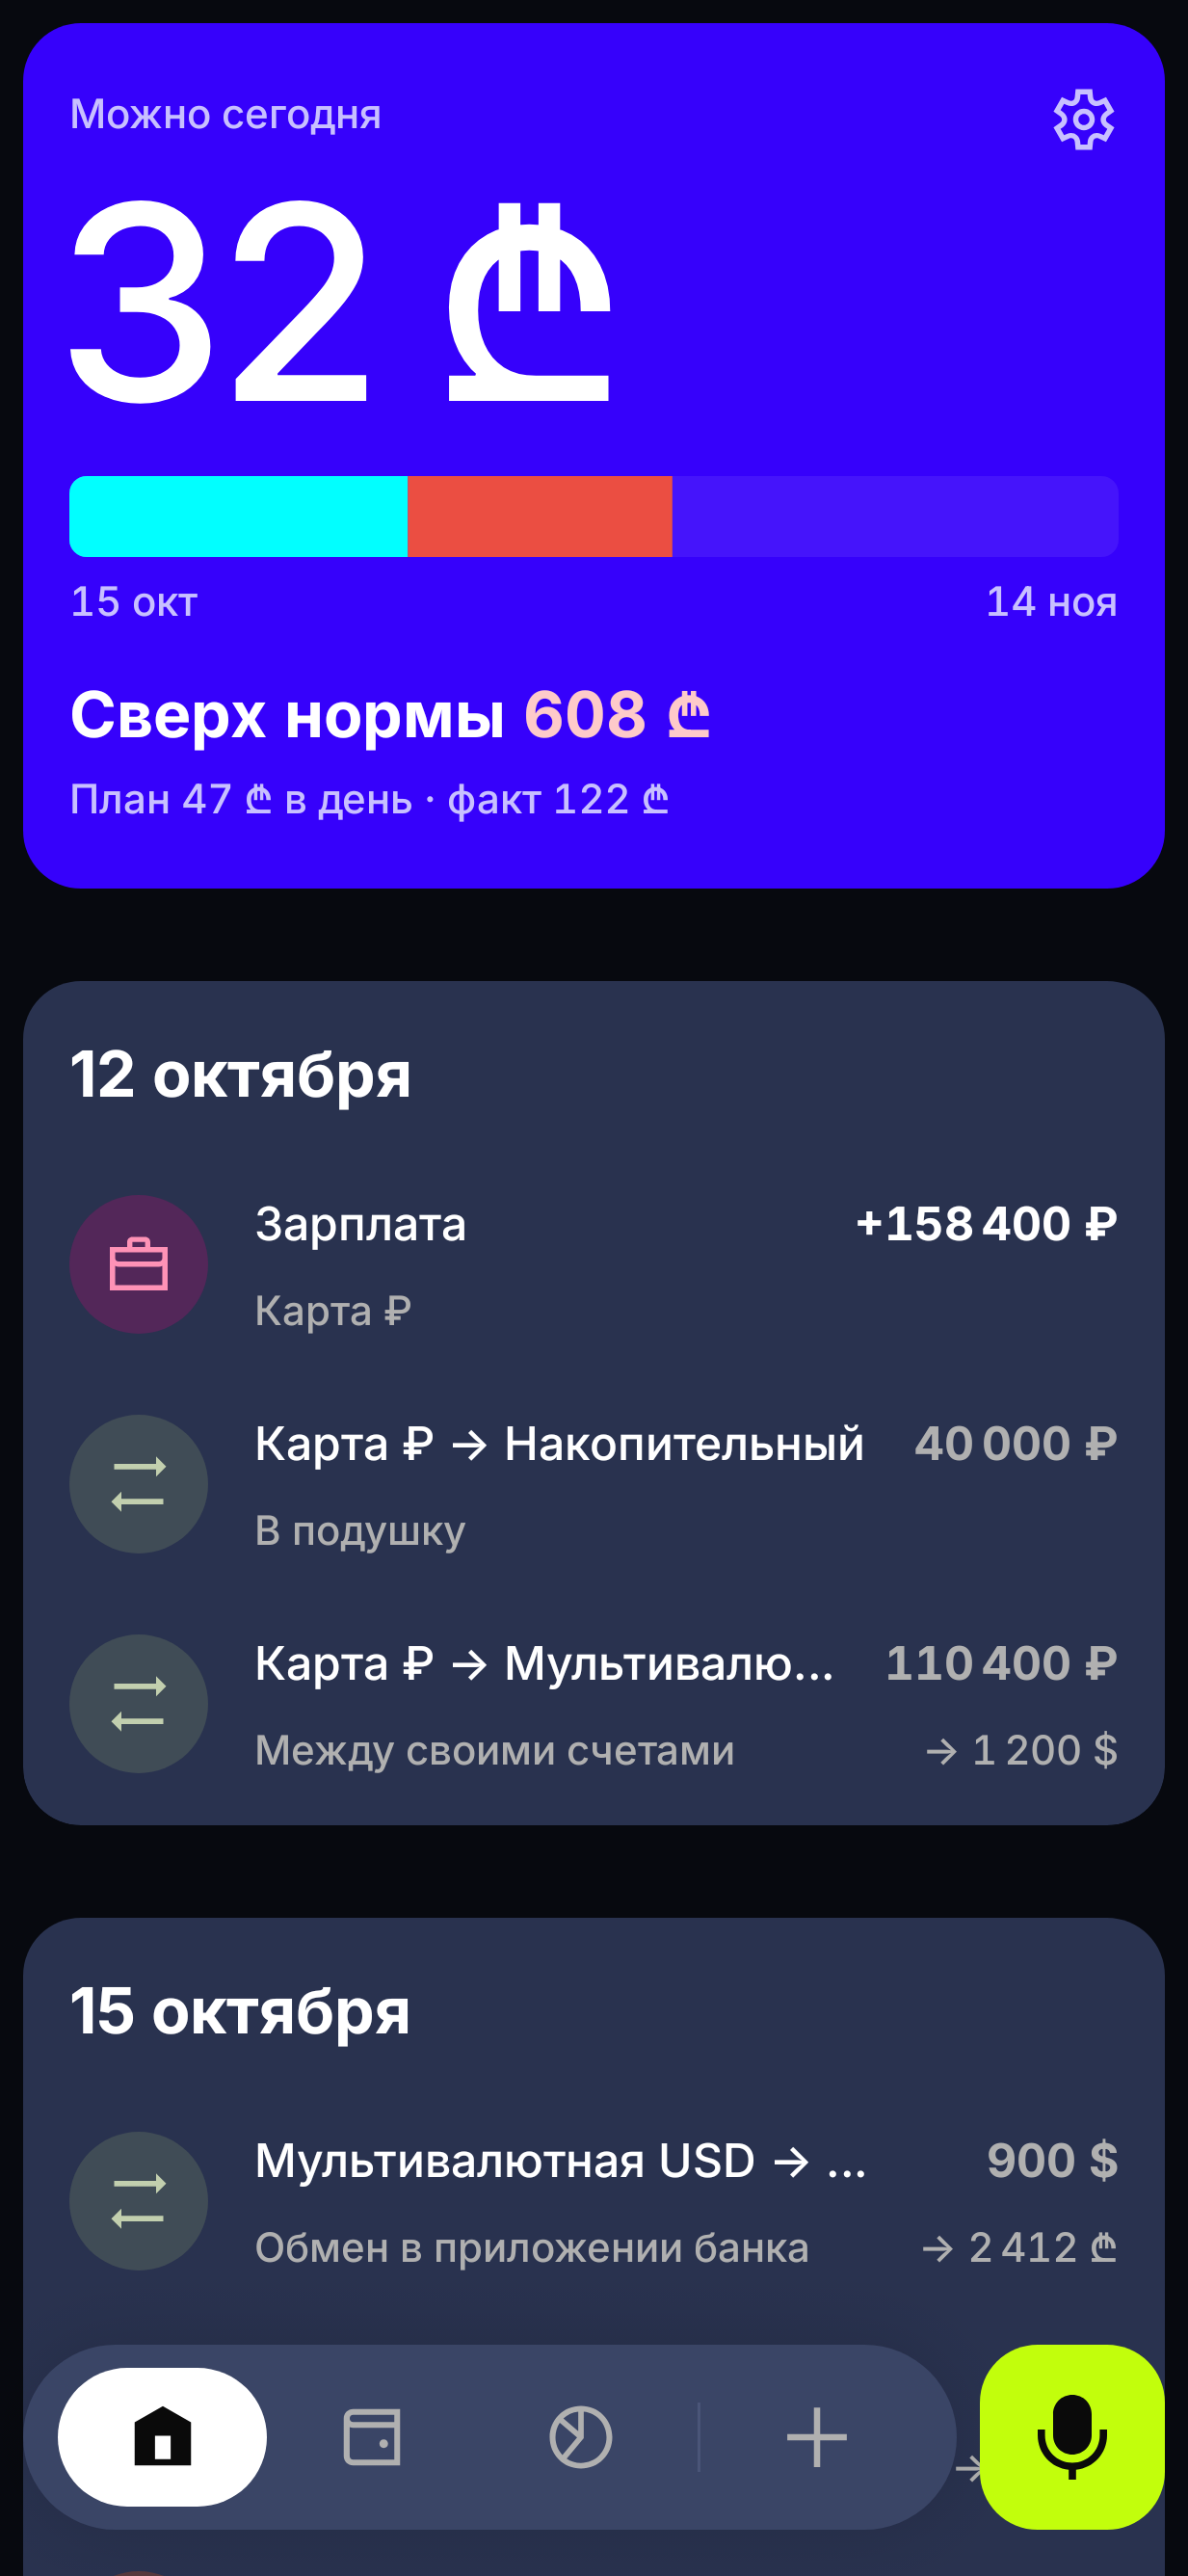 Можно сегодня
32 ₾
15 окт 14 ноя
Сверх нормы 608 ₾
План 47 ₾ в день · факт 122 ₾
12 октября
Зарплата +158 400 ₽
Карта ₽
Карта ₽ → Накопительный 40 000 ₽
В подушку
Карта ₽ → Мультивалю... 110 400 ₽
Между своими счетами → 1 200 $
15 октября
Мультивалютная USD → ... 900 $
Обмен в приложении банка → 2 412 ₾
→